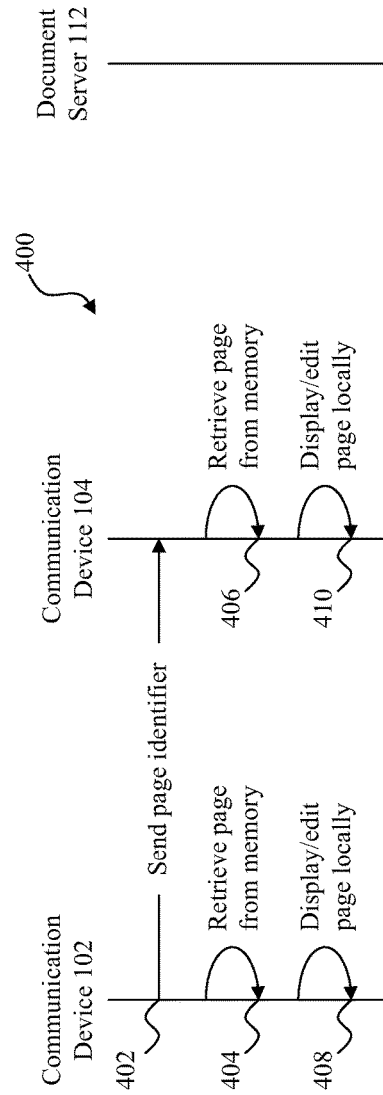 Communication
Device 102
Communication
Device 104
Document
Server 112
400
402
Send page identifier
404
Retrieve page
from memory
406
Retrieve page
from memory
408
Display/edit
page locally
410
Display/edit
page locally